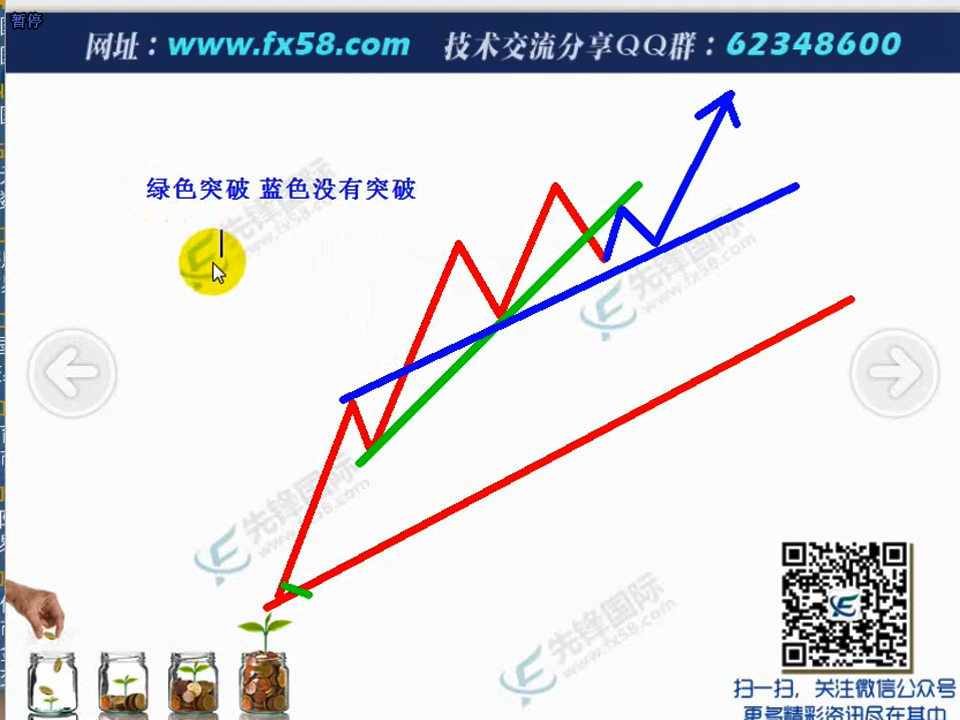 暂停
网址：www.fx58.com 技术交流分享QQ群：62348600
绿色突破 蓝色没有突破
先锋国际
www.fx58.com
先锋国际
www.fx58.com
先锋国际
www.fx58.com
先锋国际
www.fx58.com
扫一扫，关注微信公众号
更多精彩资讯尽在其中